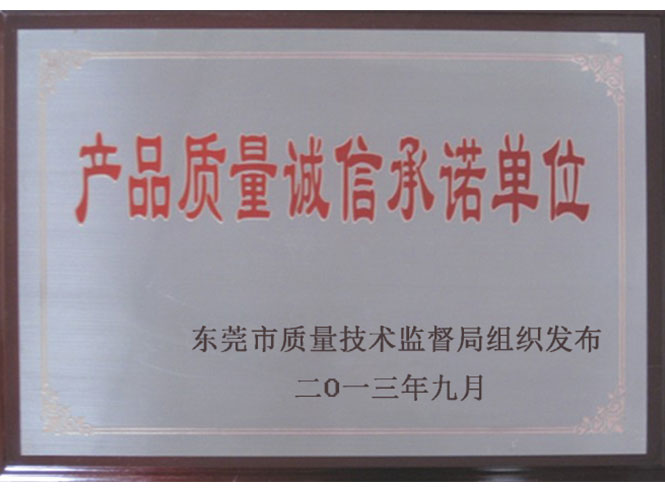 产品质量诚信承诺单位
东莞市质量技术监督局组织发布
二0一三年九月